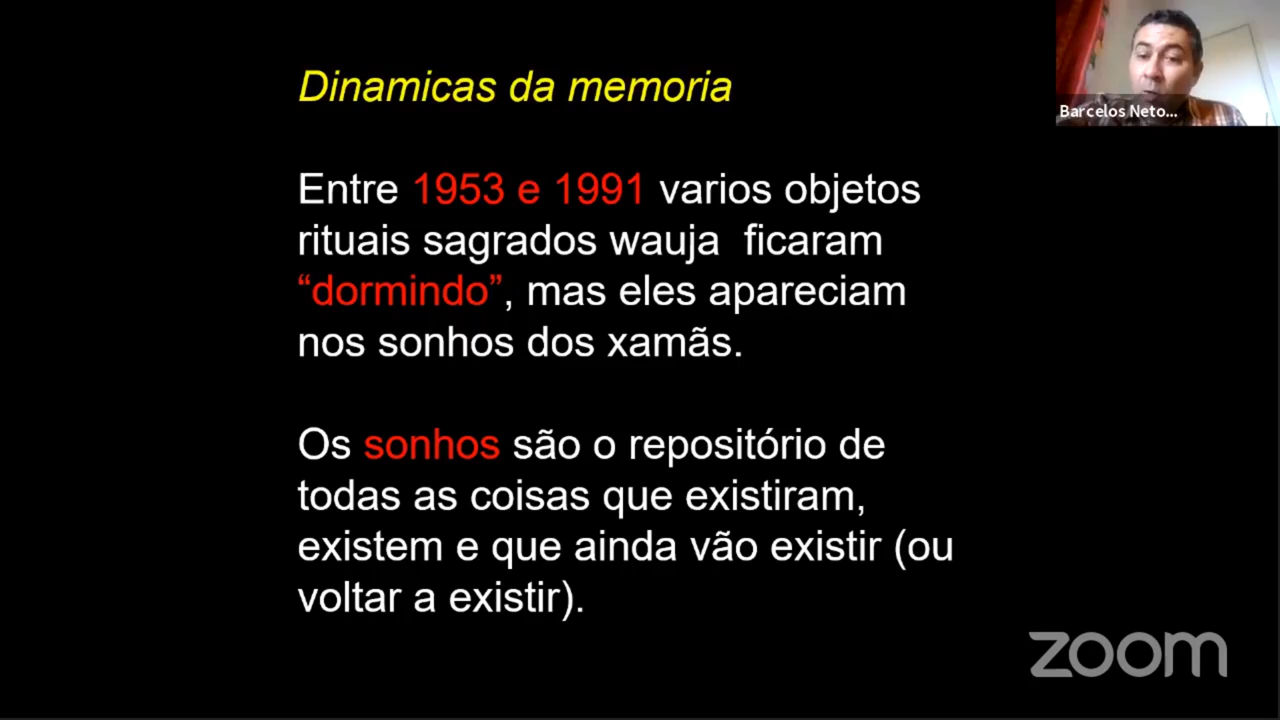 Dinamicas da memoria
Entre 1953 e 1991 varios objetos
rituais sagrados wauja ficaram
“dormindo”, mas eles apareciam
nos sonhos dos xamãs.
Os sonhos são o repositório de
todas as coisas que existiram,
existem e que ainda vão existir (ou
voltar a existir).
Barcelos Neto...
zoom